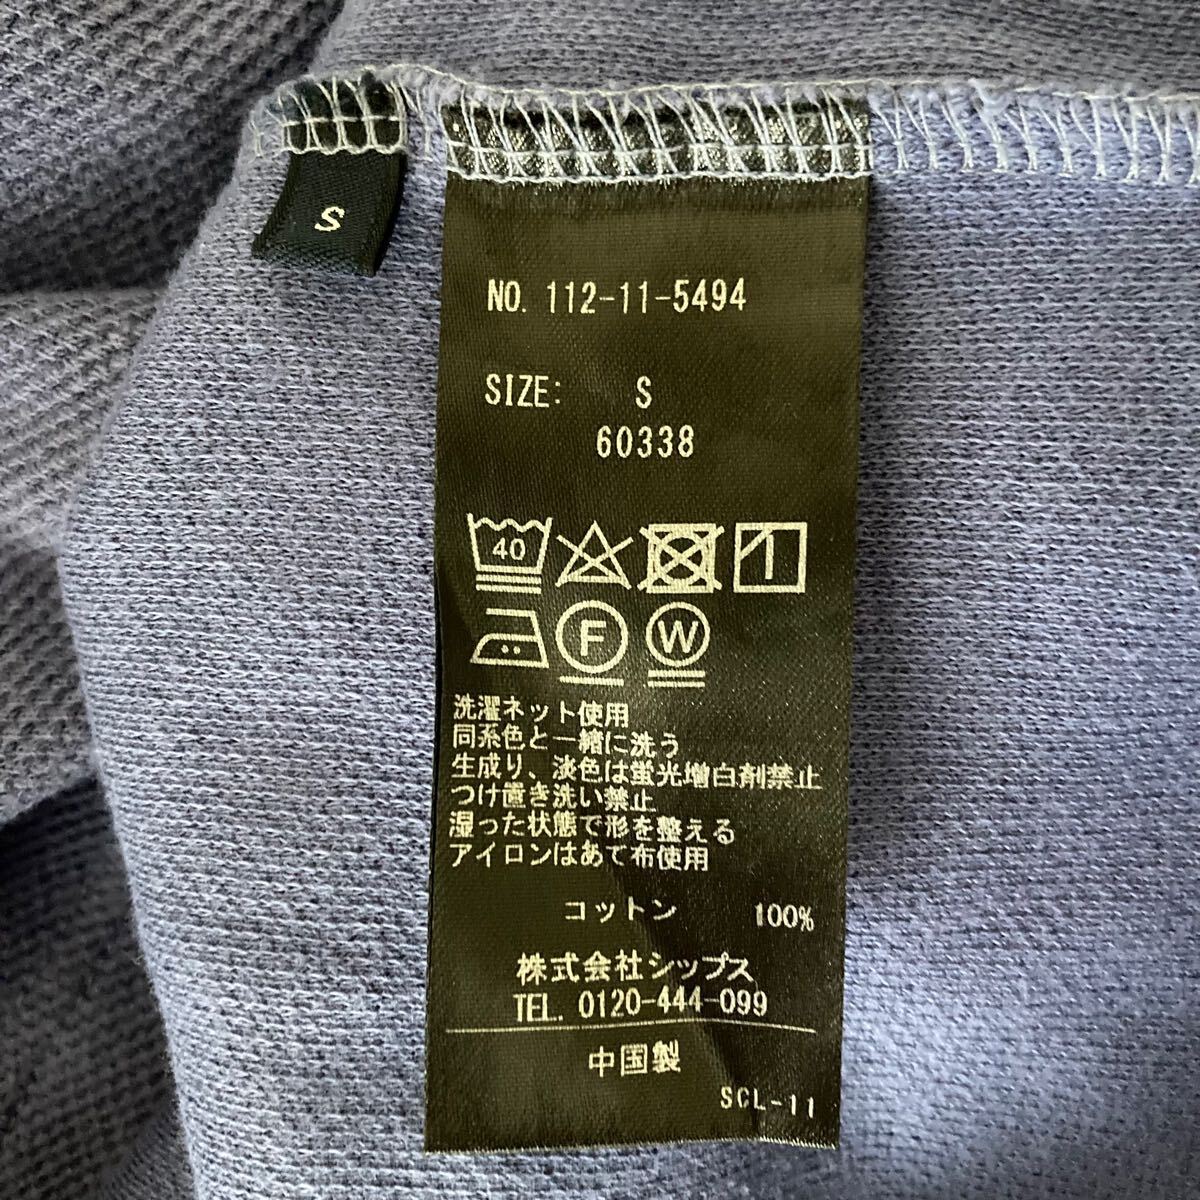 S
NO. 112-11-5494
SIZE: S
60338
40
F W
洗濯ネット使用
同系色と一緒に洗う
生成り、淡色は蛍光増白剤禁止
つけ置き洗い禁止
湿った状態で形を整える
アイロンはあて布使用
コットン 100%
株式会社シップス
TEL. 0120-444-099
中国製
SCL-11